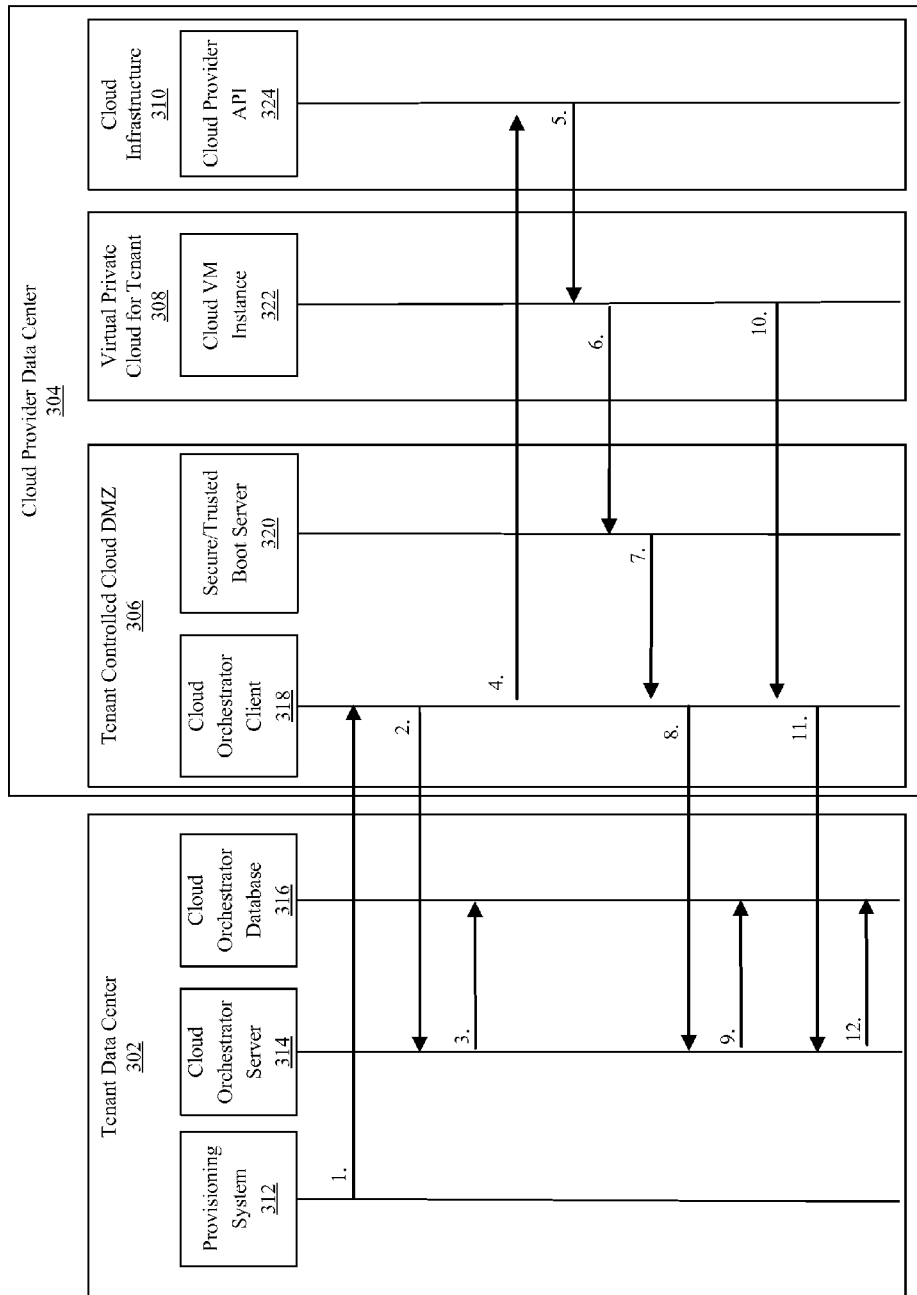 Cloud Provider Data Center
304
Tenant Data Center
302
Provisioning
System
312
Cloud
Orchestrator
Server
314
Cloud
Orchestrator
Database
316
Tenant Controlled Cloud DMZ
306
Cloud
Orchestrator
Client
318
Secure/Trusted
Boot Server
320
Virtual Private
Cloud for Tenant
308
Cloud VM
Instance
322
Cloud
Infrastructure
310
Cloud Provider
API
324
1.
2.
3.
4.
5.
6.
7.
8.
9.
10.
11.
12.